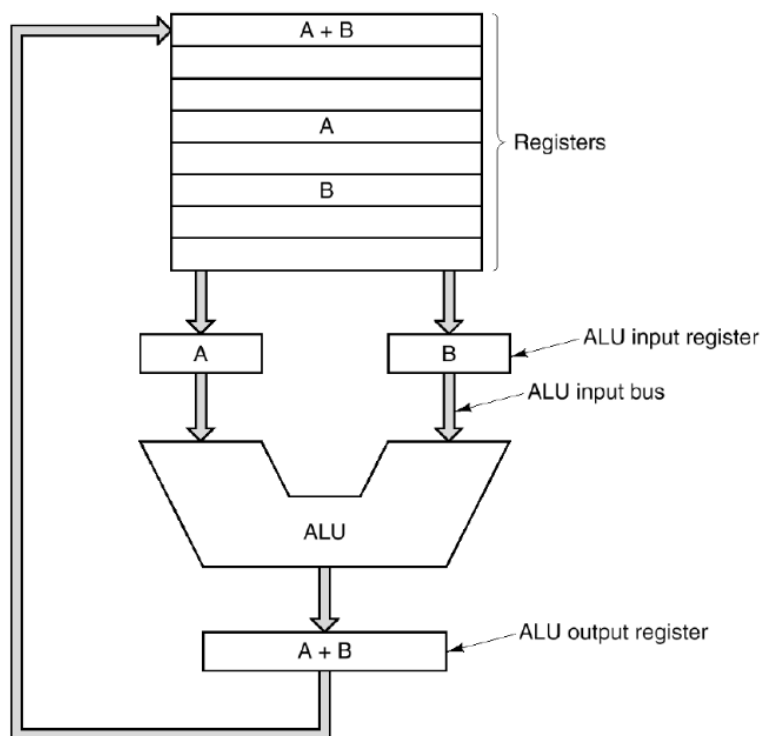 A + B
A
Registers
B
ALU input register
A
B
ALU input bus
ALU
ALU output register
A + B